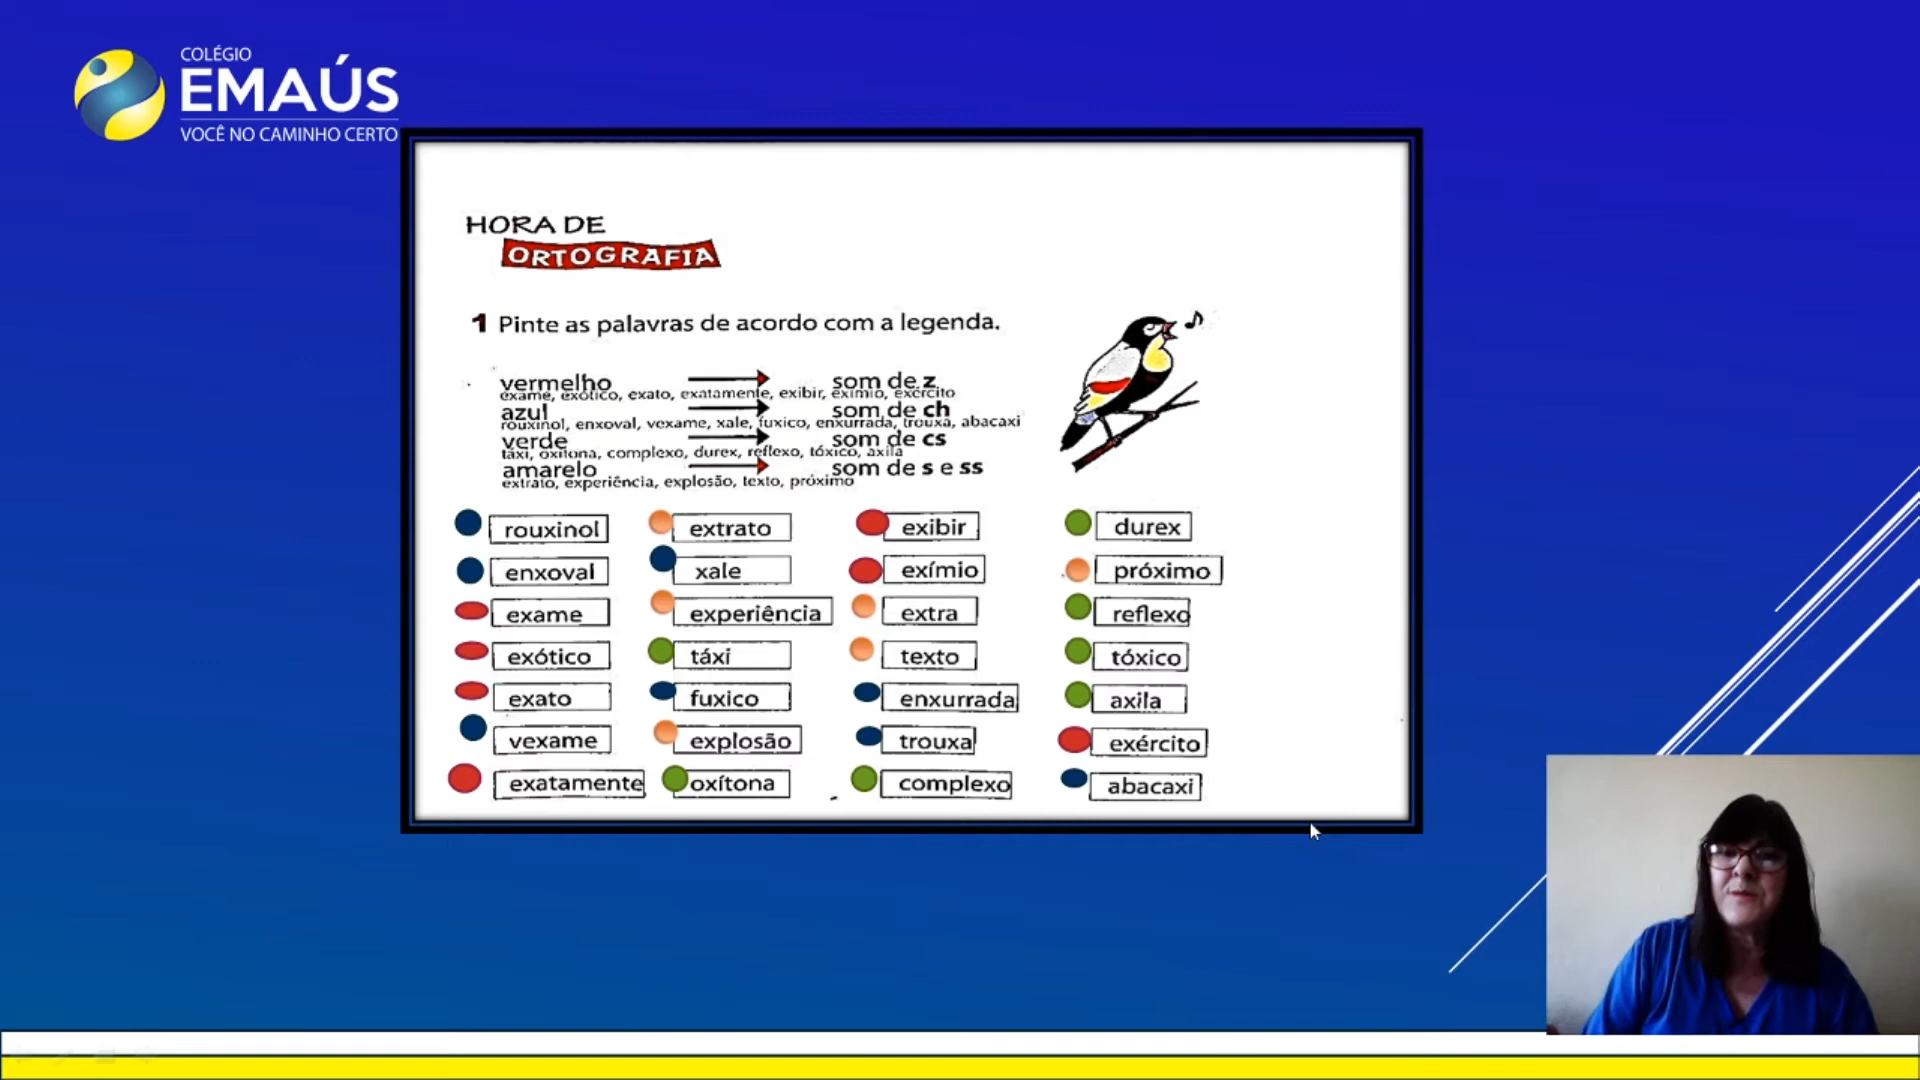 COLÉGIO
EMAÚS
VOCÊ NO CAMINHO CERTO
HORA DE
ORTOGRAFIA
1 Pinte as palavras de acordo com a legenda.
vermelho som de z
exame, exótico, exato, exatamente, exibir, exímio, exército
azul som de ch
rouxinol, enxoval, vexame, xale, fuxico, enxurrada, trouxa, abacaxi
verde som de cs
táxi, oxítona, complexo, durex, reflexo, tóxico, axila
amarelo som de s e ss
extrato, experiência, explosão, texto, próximo
rouxinol extrato exibir durex
enxoval xale exímio próximo
exame experiência extra reflexo
exótico táxi texto tóxico
exato fuxico enxurrada axila
vexame explosão trouxa exército
exatamente oxítona complexo abacaxi